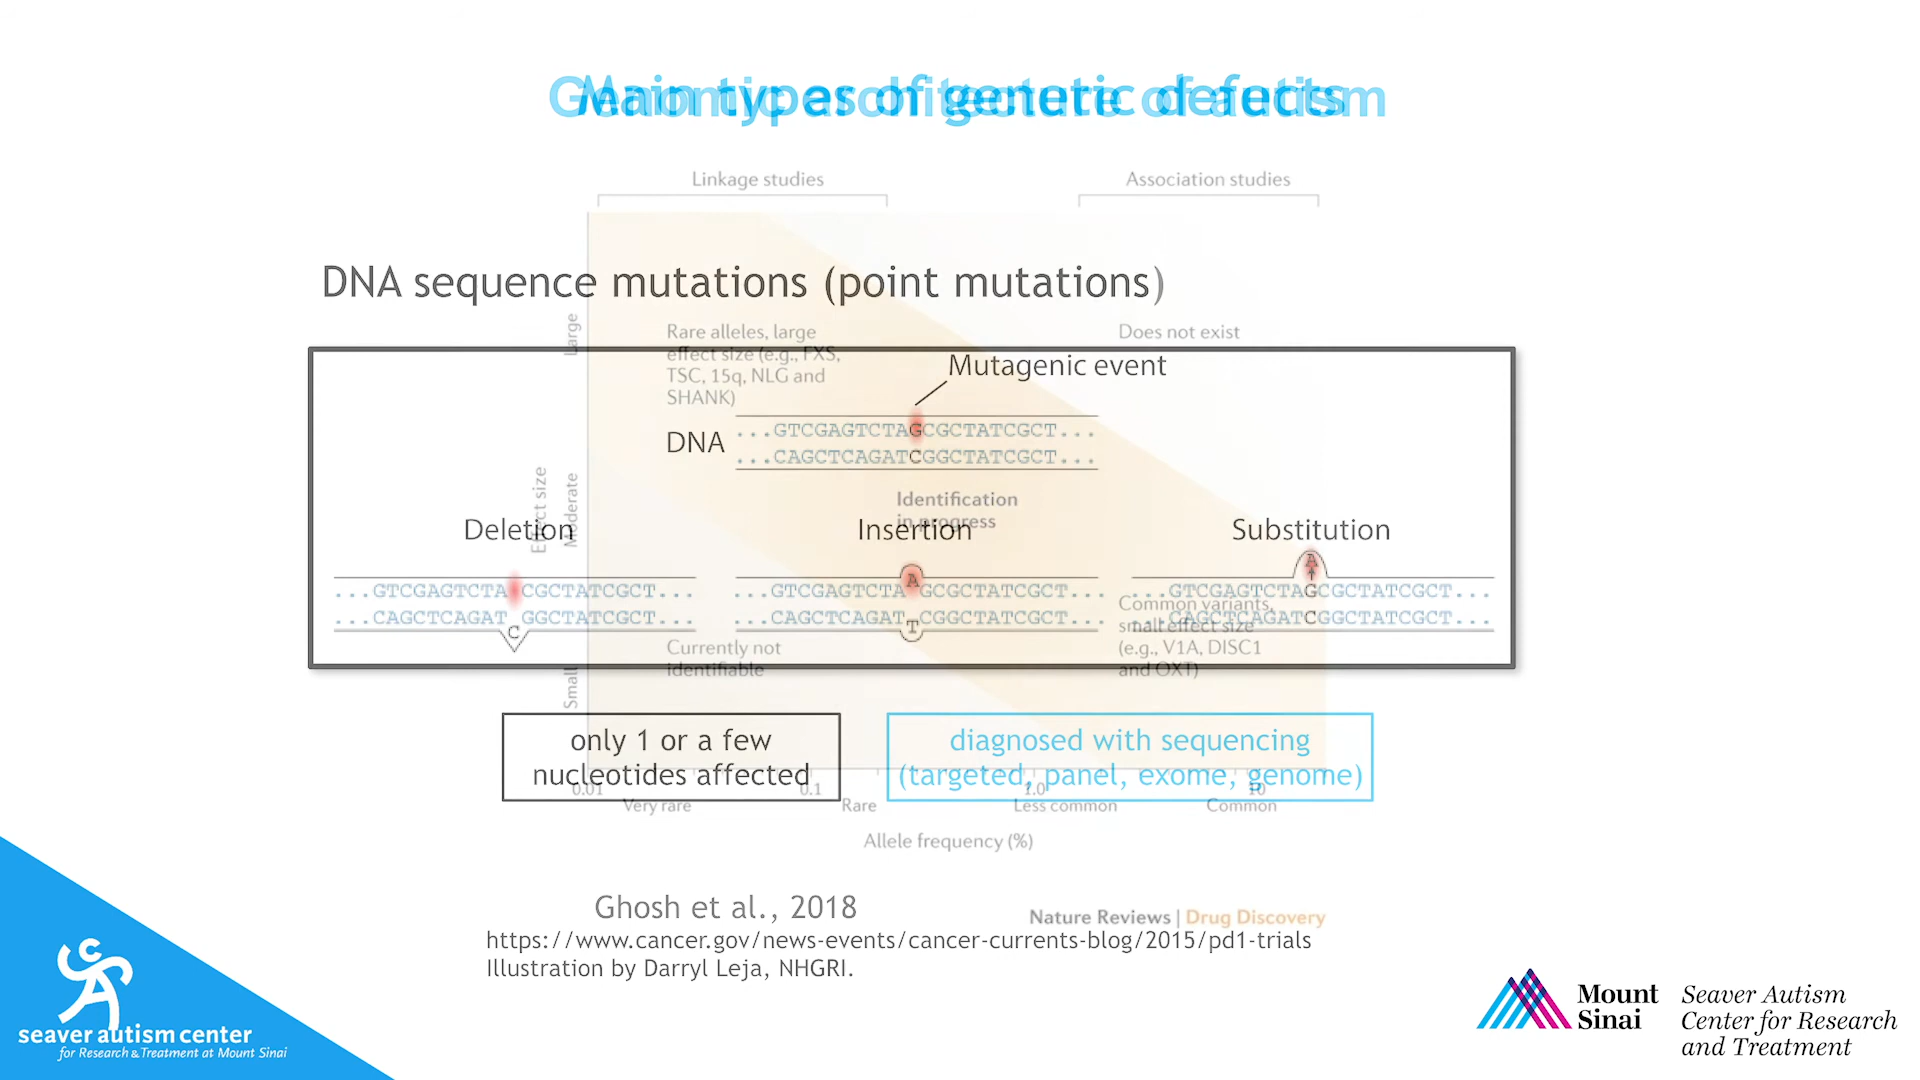 Main types of genetic defects
Genomic architecture of autism
Linkage studies
Association studies
DNA sequence mutations (point mutations)
Large
Rare alleles, large
effect size (e.g., FXS,
TSC, 15q, NLG and
SHANK)
Does not exist
Mutagenic event
DNA
...GTCGAGTCTAGCGCTATCGCT...
...CAGCTCAGATCGGCTATCGCT...
Effect size
Moderate
Identification
in progress
Deletion
Insertion
Substitution
...GTCGAGTCTA CGCTATCGCT...
...CAGCTCAGAT GGCTATCGCT...
C
A
...GTCGAGTCTA GCGCTATCGCT...
...CAGCTCAGAT CGGCTATCGCT...
T
A
...GTCGAGTCTAGCGCTATCGCT...
...CAGCTCAGATCGGCTATCGCT...
Common variants,
small effect size
(e.g., V1A, DISC1
and OXT)
Currently not
identifiable
Small
only 1 or a few
nucleotides affected
diagnosed with sequencing
(targeted, panel, exome, genome)
0.01
0.1
1.0
10
Very rare
Rare
Less common
Common
Allele frequency (%)
Ghosh et al., 2018
Nature Reviews | Drug Discovery
https://www.cancer.gov/news-events/cancer-currents-blog/2015/pd1-trials
Illustration by Darryl Leja, NHGRI.
seaver autism center
for Research & Treatment at Mount Sinai
Mount
Sinai
Seaver Autism
Center for Research
and Treatment